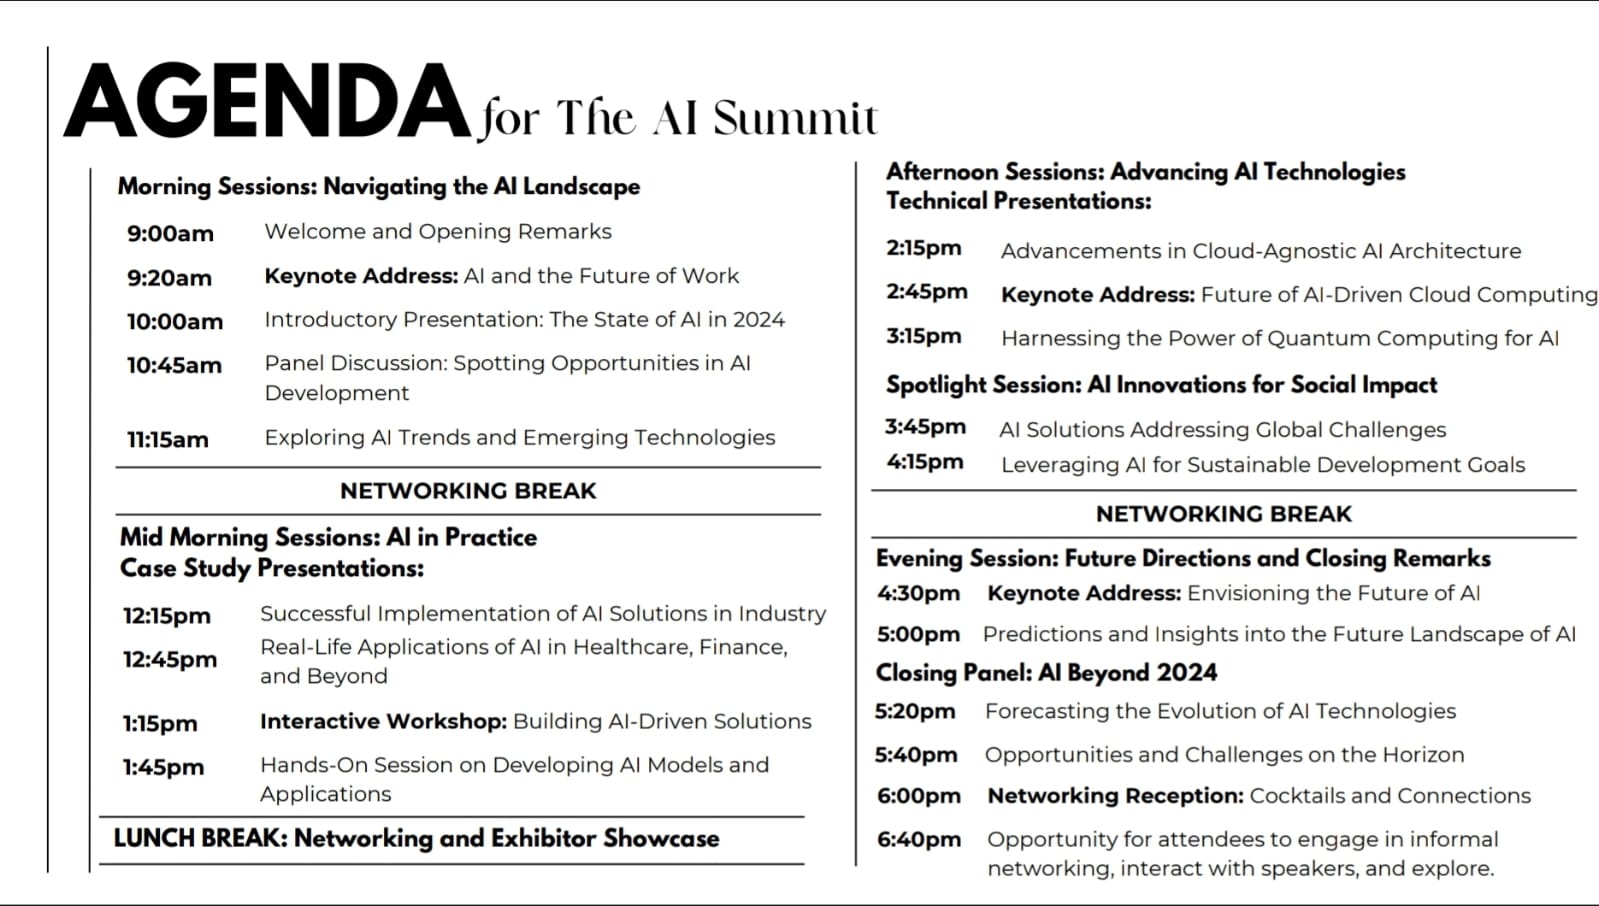 AGENDA for The AI Summit
Morning Sessions: Navigating the AI Landscape
9:00am Welcome and Opening Remarks
9:20am Keynote Address: AI and the Future of Work
10:00am Introductory Presentation: The State of AI in 2024
10:45am Panel Discussion: Spotting Opportunities in AI
Development
11:15am Exploring AI Trends and Emerging Technologies
NETWORKING BREAK
Mid Morning Sessions: AI in Practice
Case Study Presentations:
12:15pm Successful Implementation of AI Solutions in Industry
12:45pm Real-Life Applications of AI in Healthcare, Finance,
and Beyond
1:15pm Interactive Workshop: Building AI-Driven Solutions
1:45pm Hands-On Session on Developing AI Models and
Applications
LUNCH BREAK: Networking and Exhibitor Showcase
Afternoon Sessions: Advancing AI Technologies
Technical Presentations:
2:15pm Advancements in Cloud-Agnostic AI Architecture
2:45pm Keynote Address: Future of AI-Driven Cloud Computing
3:15pm Harnessing the Power of Quantum Computing for AI
Spotlight Session: AI Innovations for Social Impact
3:45pm AI Solutions Addressing Global Challenges
4:15pm Leveraging AI for Sustainable Development Goals
NETWORKING BREAK
Evening Session: Future Directions and Closing Remarks
4:30pm Keynote Address: Envisioning the Future of AI
5:00pm Predictions and Insights into the Future Landscape of AI
Closing Panel: AI Beyond 2024
5:20pm Forecasting the Evolution of AI Technologies
5:40pm Opportunities and Challenges on the Horizon
6:00pm Networking Reception: Cocktails and Connections
6:40pm Opportunity for attendees to engage in informal
networking, interact with speakers, and explore.